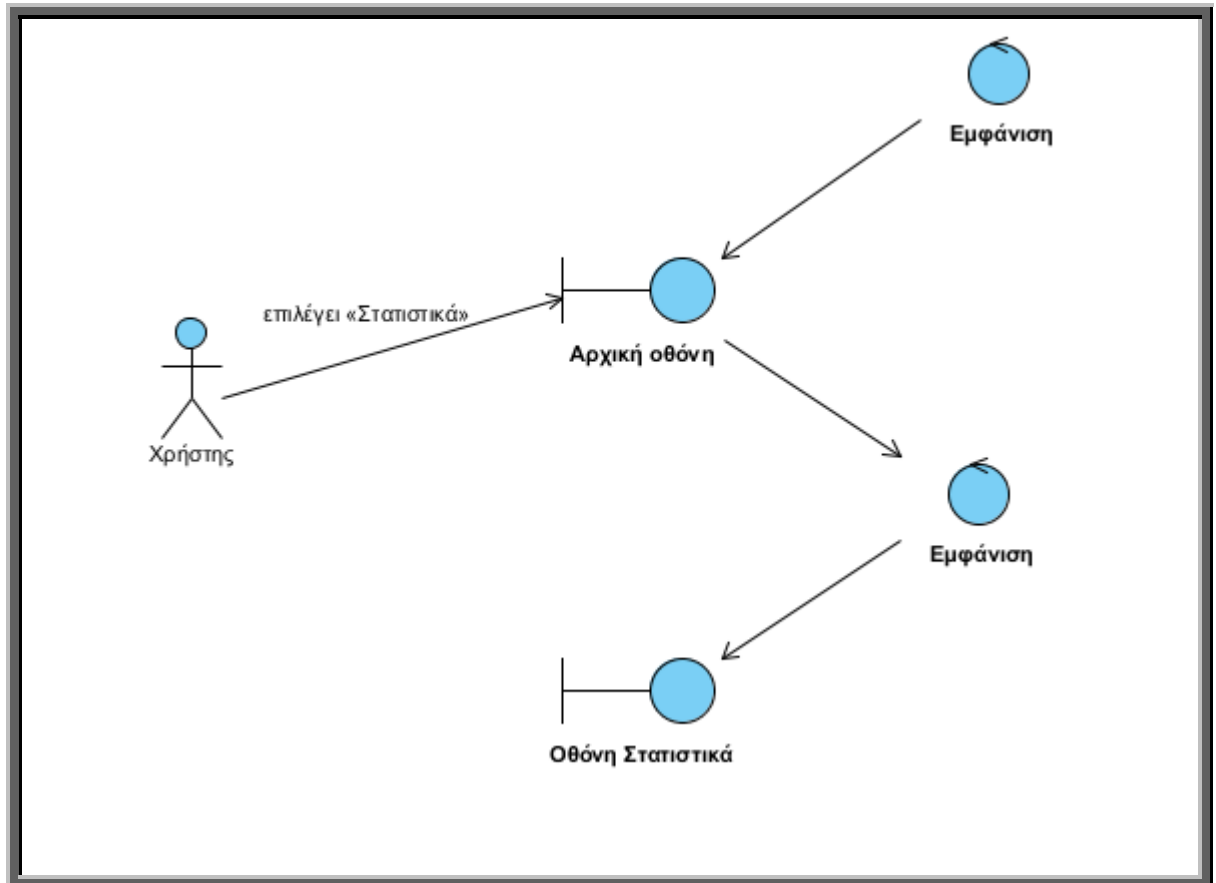 Εμφάνιση
επιλέγει «Στατιστικά»
Αρχική οθόνη
Χρήστης
Εμφάνιση
Οθόνη Στατιστικά